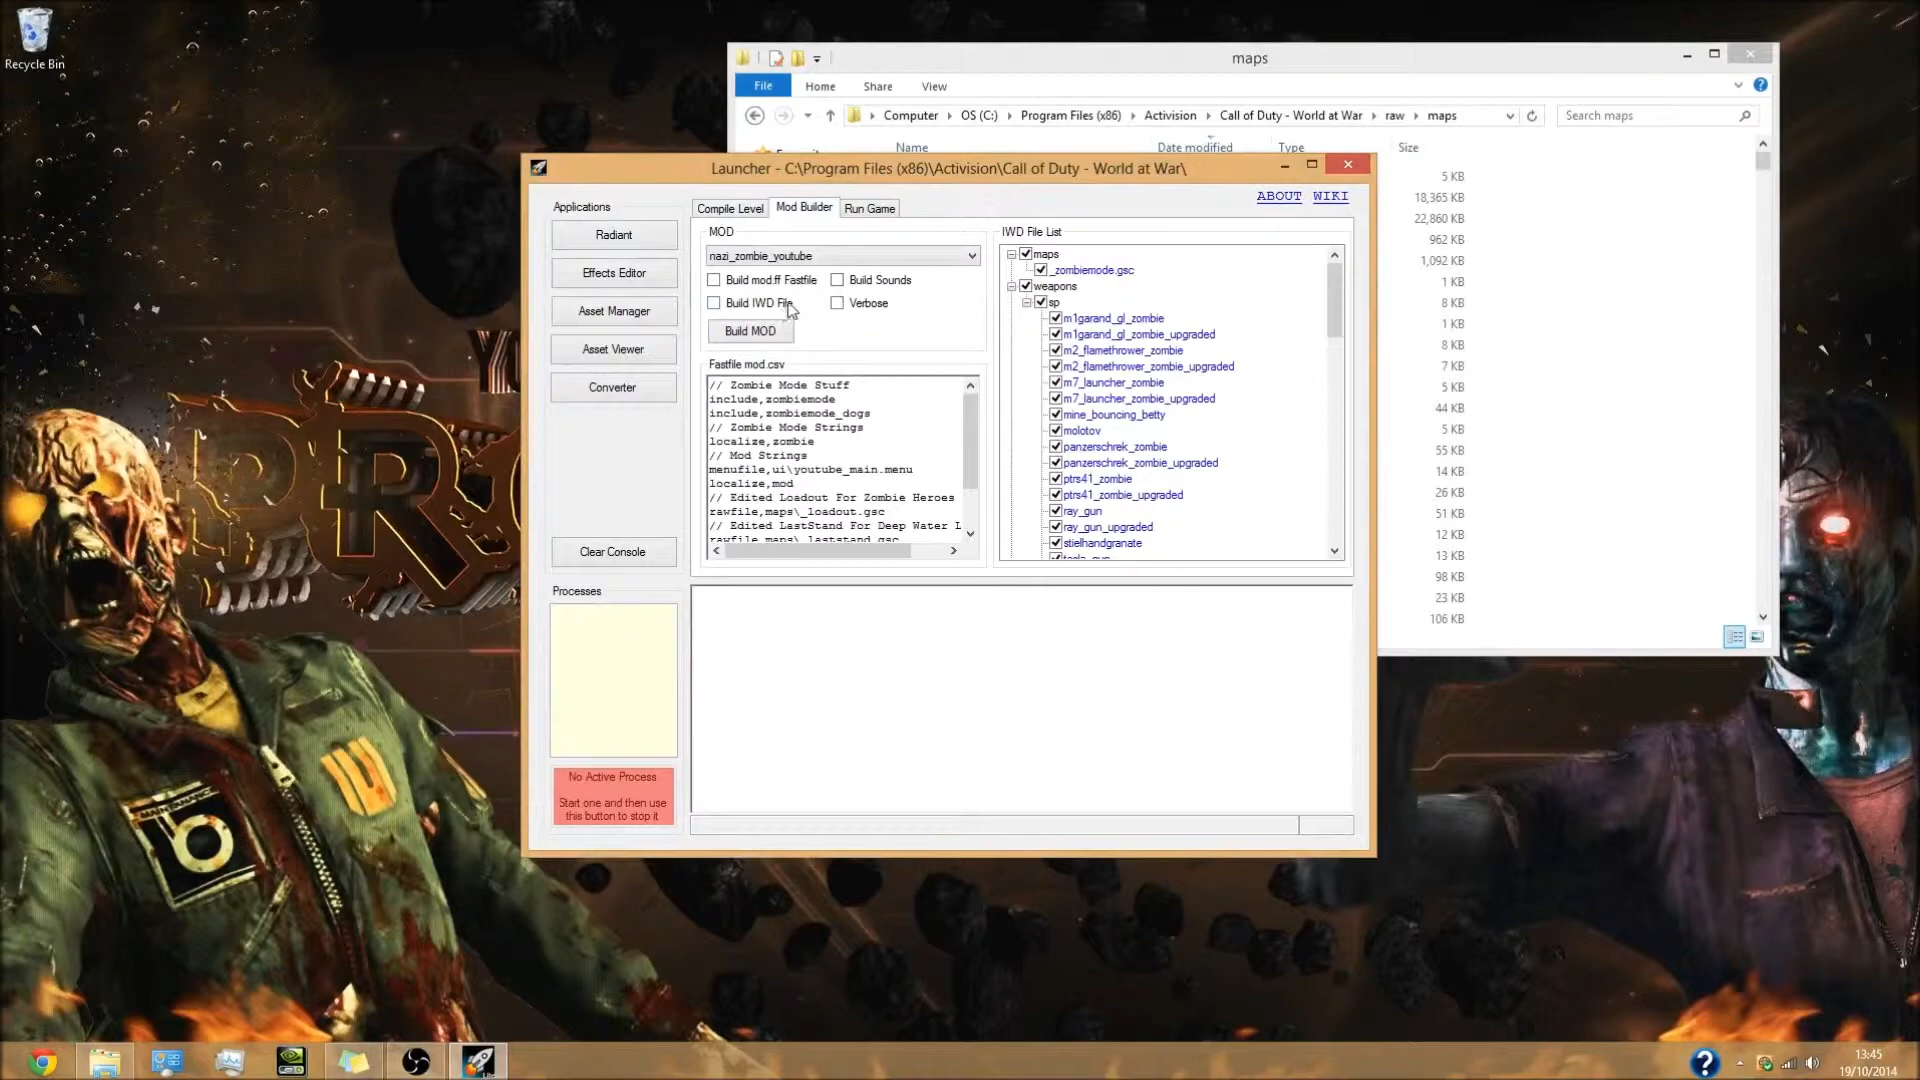 Recycle Bin
maps
File
Home
Share
View
Computer
OS (C:)
Program Files (x86)
Activision
Call of Duty - World at War
raw
maps
Search maps
Name
Date modified
Type
Size
5 KB
18,365 KB
22,860 KB
962 KB
1,092 KB
1 KB
8 KB
1 KB
8 KB
7 KB
5 KB
44 KB
5 KB
55 KB
14 KB
26 KB
51 KB
12 KB
13 KB
98 KB
23 KB
106 KB
Launcher - C:\Program Files (x86)\Activision\Call of Duty - World at War\
ABOUT WIKI
Applications
Radiant
Effects Editor
Asset Manager
Asset Viewer
Converter
Clear Console
Processes
No Active Process
Start one and then use
this button to stop it
Compile Level
Mod Builder
Run Game
MOD
nazi_zombie_youtube
Build mod.ff Fastfile
Build Sounds
Build IWD File
Verbose
Build MOD
Fastfile mod.csv
// Zombie Mode Stuff
include,zombiemode
include,zombiemode_dogs
// Zombie Mode Strings
localize,zombie
// Mod Strings
menufile,ui\youtube_main.menu
localize,mod
// Edited Loadout For Zombie Heroes
rawfile,maps\_loadout.gsc
// Edited LastStand For Deep Water L
rawfile,maps\_laststand.gsc
IWD File List
maps
_zombiemode.gsc
weapons
sp
m1garand_gl_zombie
m1garand_gl_zombie_upgraded
m2_flamethrower_zombie
m2_flamethrower_zombie_upgraded
m7_launcher_zombie
m7_launcher_zombie_upgraded
mine_bouncing_betty
molotov
panzerschrek_zombie
panzerschrek_zombie_upgraded
ptrs41_zombie
ptrs41_zombie_upgraded
ray_gun
ray_gun_upgraded
stielhandgranate
tesla_gun
13:45
19/10/2014